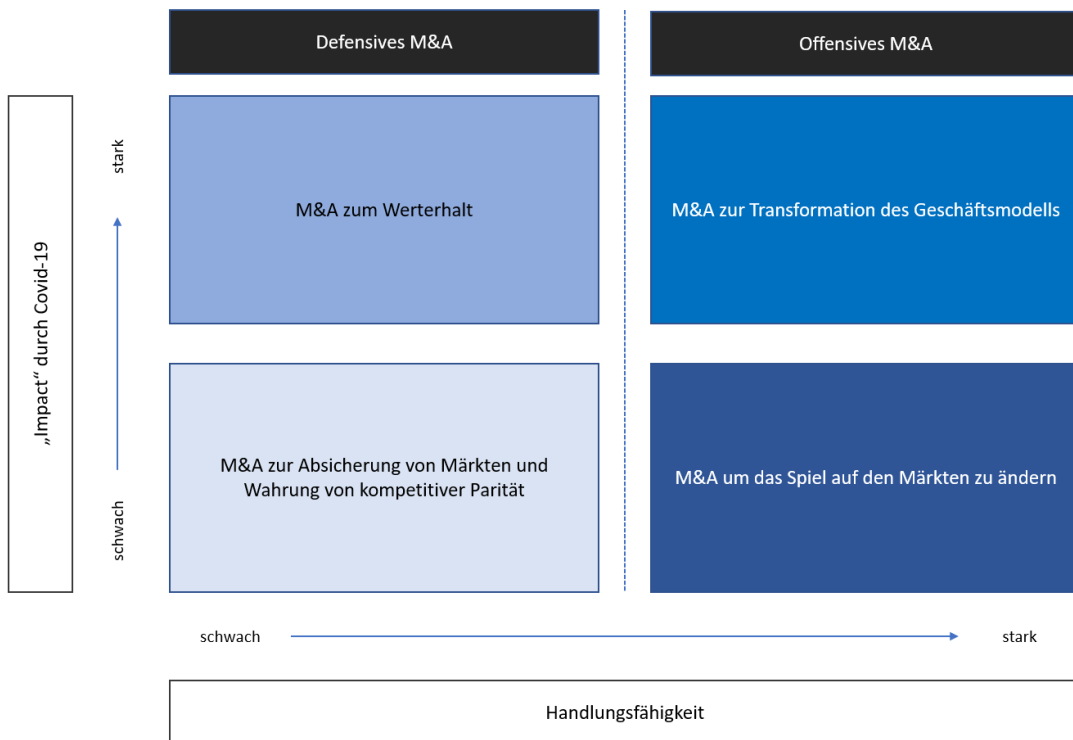 Defensives M&A
Offensives M&A
„Impact“ durch Covid-19
stark
schwach
M&A zum Werterhalt
M&A zur Transformation des Geschäftsmodells
M&A zur Absicherung von Märkten und
Wahrung von kompetitiver Parität
M&A um das Spiel auf den Märkten zu ändern
schwach
stark
Handlungsfähigkeit